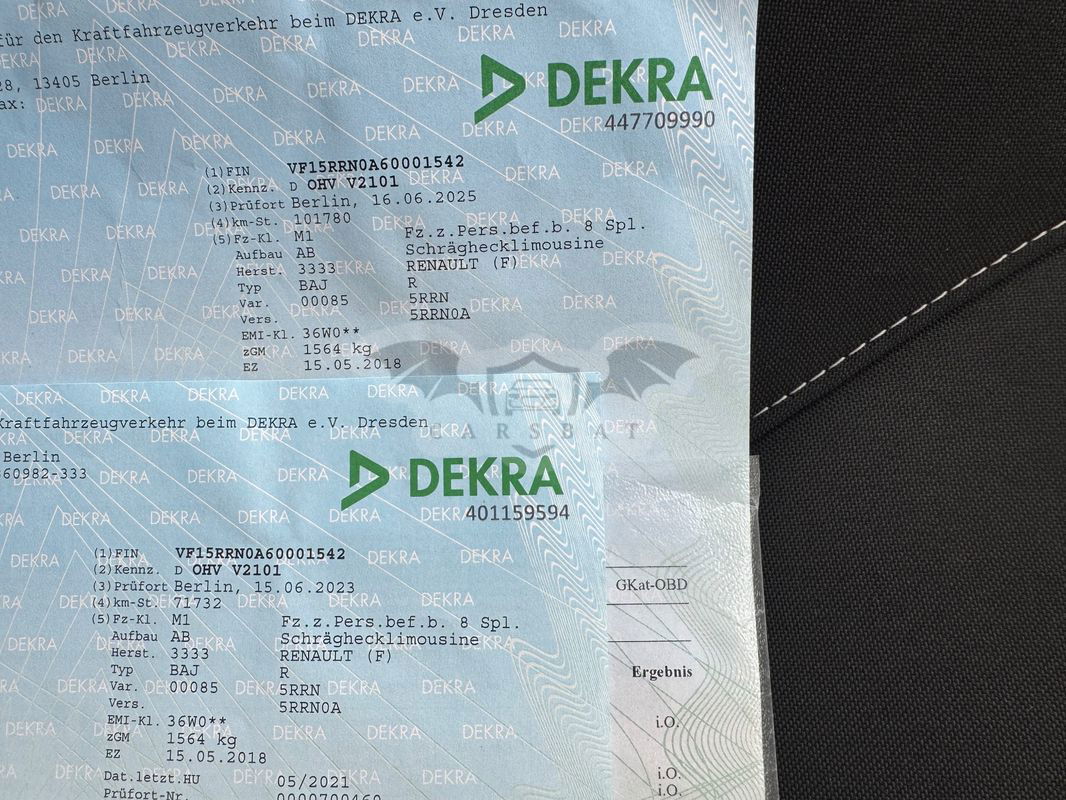 für den Kraftfahrzeugverkehr beim DEKRA e.V. Dresden
28, 13405 Berlin
ax:
DEKRA
447709990
(1)FIN VF15RRN0A60001542
(2)Kennz. D OHV V2101
(3)Prüfort Berlin, 16.06.2025
(4)km-St. 101780
(5)Fz-Kl. M1 Fz.z.Pers.bef.b. 8 Spl.
Aufbau AB Schräghecklimousine
Herst. 3333 RENAULT (F)
Typ BAJ R
Var. 00085 5RRN
Vers. 5RRN0A
EMI-Kl. 36W0**
zGM 1564 kg
EZ 15.05.2018
CARSBAT
Kraftfahrzeugverkehr beim DEKRA e.V. Dresden
Berlin
60982-333
DEKRA
401159594
(1)FIN VF15RRN0A60001542
(2)Kennz. D OHV V2101
(3)Prüfort Berlin, 15.06.2023
(4)km-St. 71732
(5)Fz-Kl. M1 Fz.z.Pers.bef.b. 8 Spl.
Aufbau AB Schräghecklimousine
Herst. 3333 RENAULT (F)
Typ BAJ R
Var. 00085 5RRN
Vers. 5RRN0A
EMI-Kl. 36W0**
zGM 1564 kg
EZ 15.05.2018
Dat.letzt.HU 05/2021
Prüfort-Nr.
GKat-OBD
Ergebnis
i.O.
i.O.
i.O.